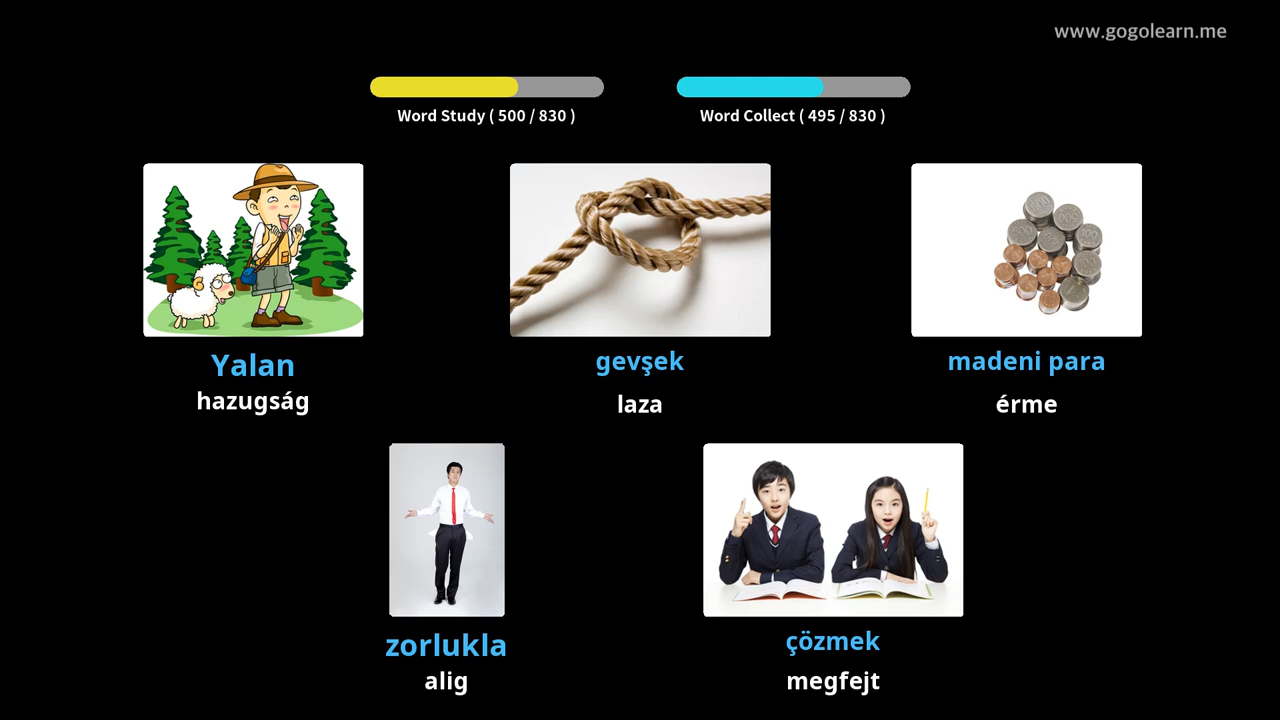 www.gogolearn.me
Word Study ( 500 / 830 )
Word Collect ( 495 / 830 )
Yalan
hazugság
gevşek
laza
madeni para
érme
zorlukla
alig
çözmek
megfejt